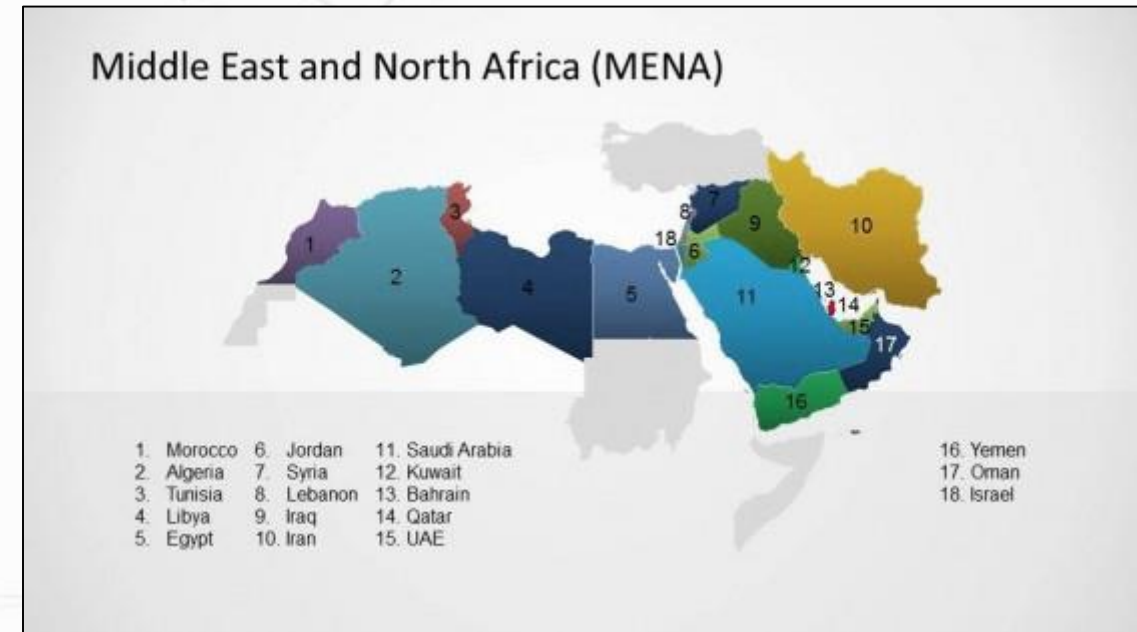 Middle East and North Africa (MENA)
8
7
3
18
9
1
6
10
12
2
4
5
11
13
14
15
17
16
1. Morocco
2. Algeria
3. Tunisia
4. Libya
5. Egypt
6. Jordan
7. Syria
8. Lebanon
9. Iraq
10. Iran
11. Saudi Arabia
12. Kuwait
13. Bahrain
14. Qatar
15. UAE
16. Yemen
17. Oman
18. Israel